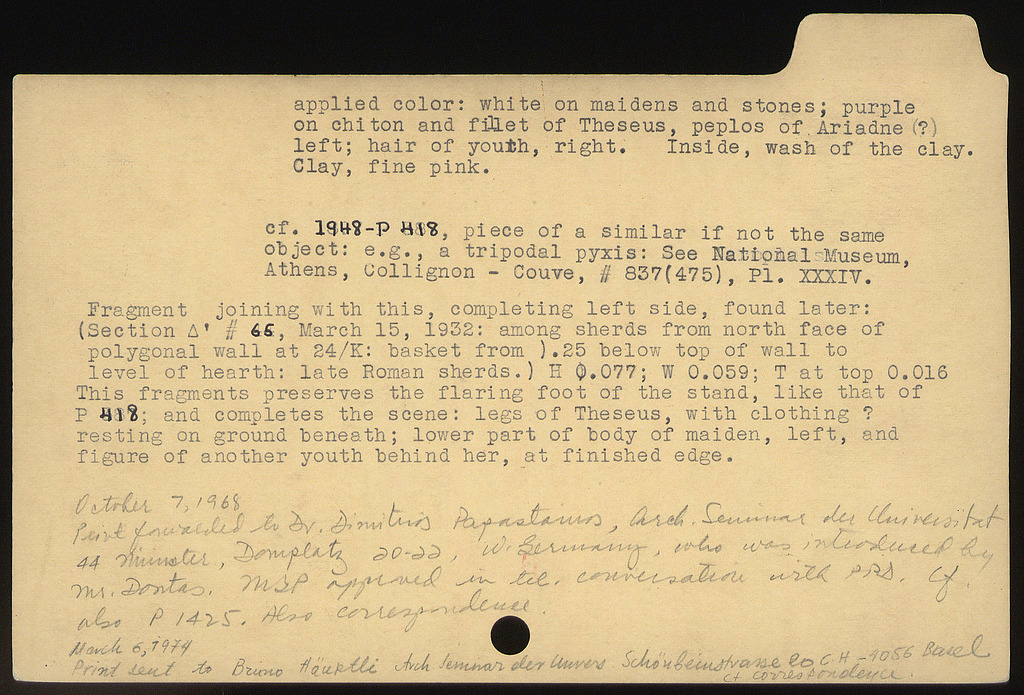 applied color: white on maidens and stones; purple
on chiton and fillet of Theseus, peplos of Ariadne (?)
left; hair of youth, right. Inside, wash of the clay.
Clay, fine pink.
cf. 1948-P 418, piece of a similar if not the same
object: e.g., a tripodal pyxis: See National Museum,
Athens, Collignon - Couve, # 837(475), Pl. XXXIV.
Fragment joining with this, completing left side, found later:
(Section Δ' # 66, March 15, 1932: among sherds from north face of
polygonal wall at 24/K: basket from ).25 below top of wall to
level of hearth: late Roman sherds.) H 0.077; W 0.059; T at top 0.016
This fragments preserves the flaring foot of the stand, like that of
P 418; and completes the scene: legs of Theseus, with clothing ?
resting on ground beneath; lower part of body of maiden, left, and
figure of another youth behind her, at finished edge.
October 7, 1968
Print forwarded to Dr. Dimitrios Papastamos, Arch. Seminar der Universitat
44 Munster, Domplatz 20-22, W. Germany, who was introduced by
Mr. Dontas. MSP approved in tel. conversation with PRD. Cf.
also P 1425. Also correspondence.
March 6, 1974
Print sent to Bruno Häuptli Arch Seminar der Univers Schönbeinstrasse 20 CH-4056 Basel
cf correspondence.